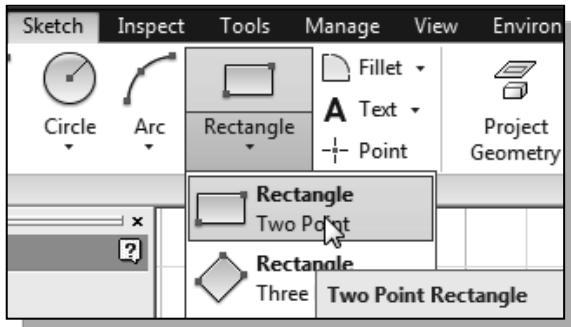 Sketch Inspect Tools Manage View Environ
Circle
Arc
Rectangle
Fillet
A Text
Point
Project
Geometry
Rectangle
Two Point
Rectangle
Three
Two Point Rectangle
?